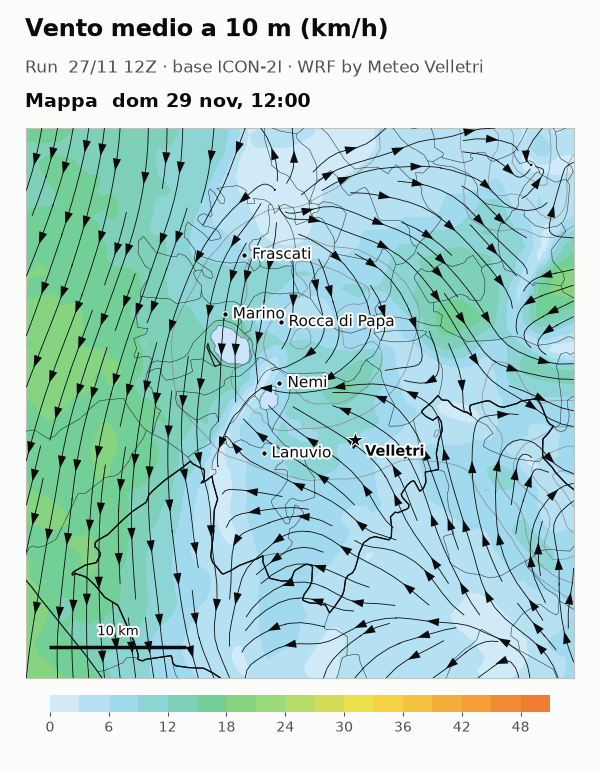 Vento medio a 10 m (km/h)
Run  27/11 12Z · base ICON-2I · WRF by Meteo Velletri
Mappa  dom 29 nov, 12:00
Frascati
Marino
Rocca di Papa
Nemi
Velletri
Lanuvio
10 km
0 6 12 18 24 30 36 42 48